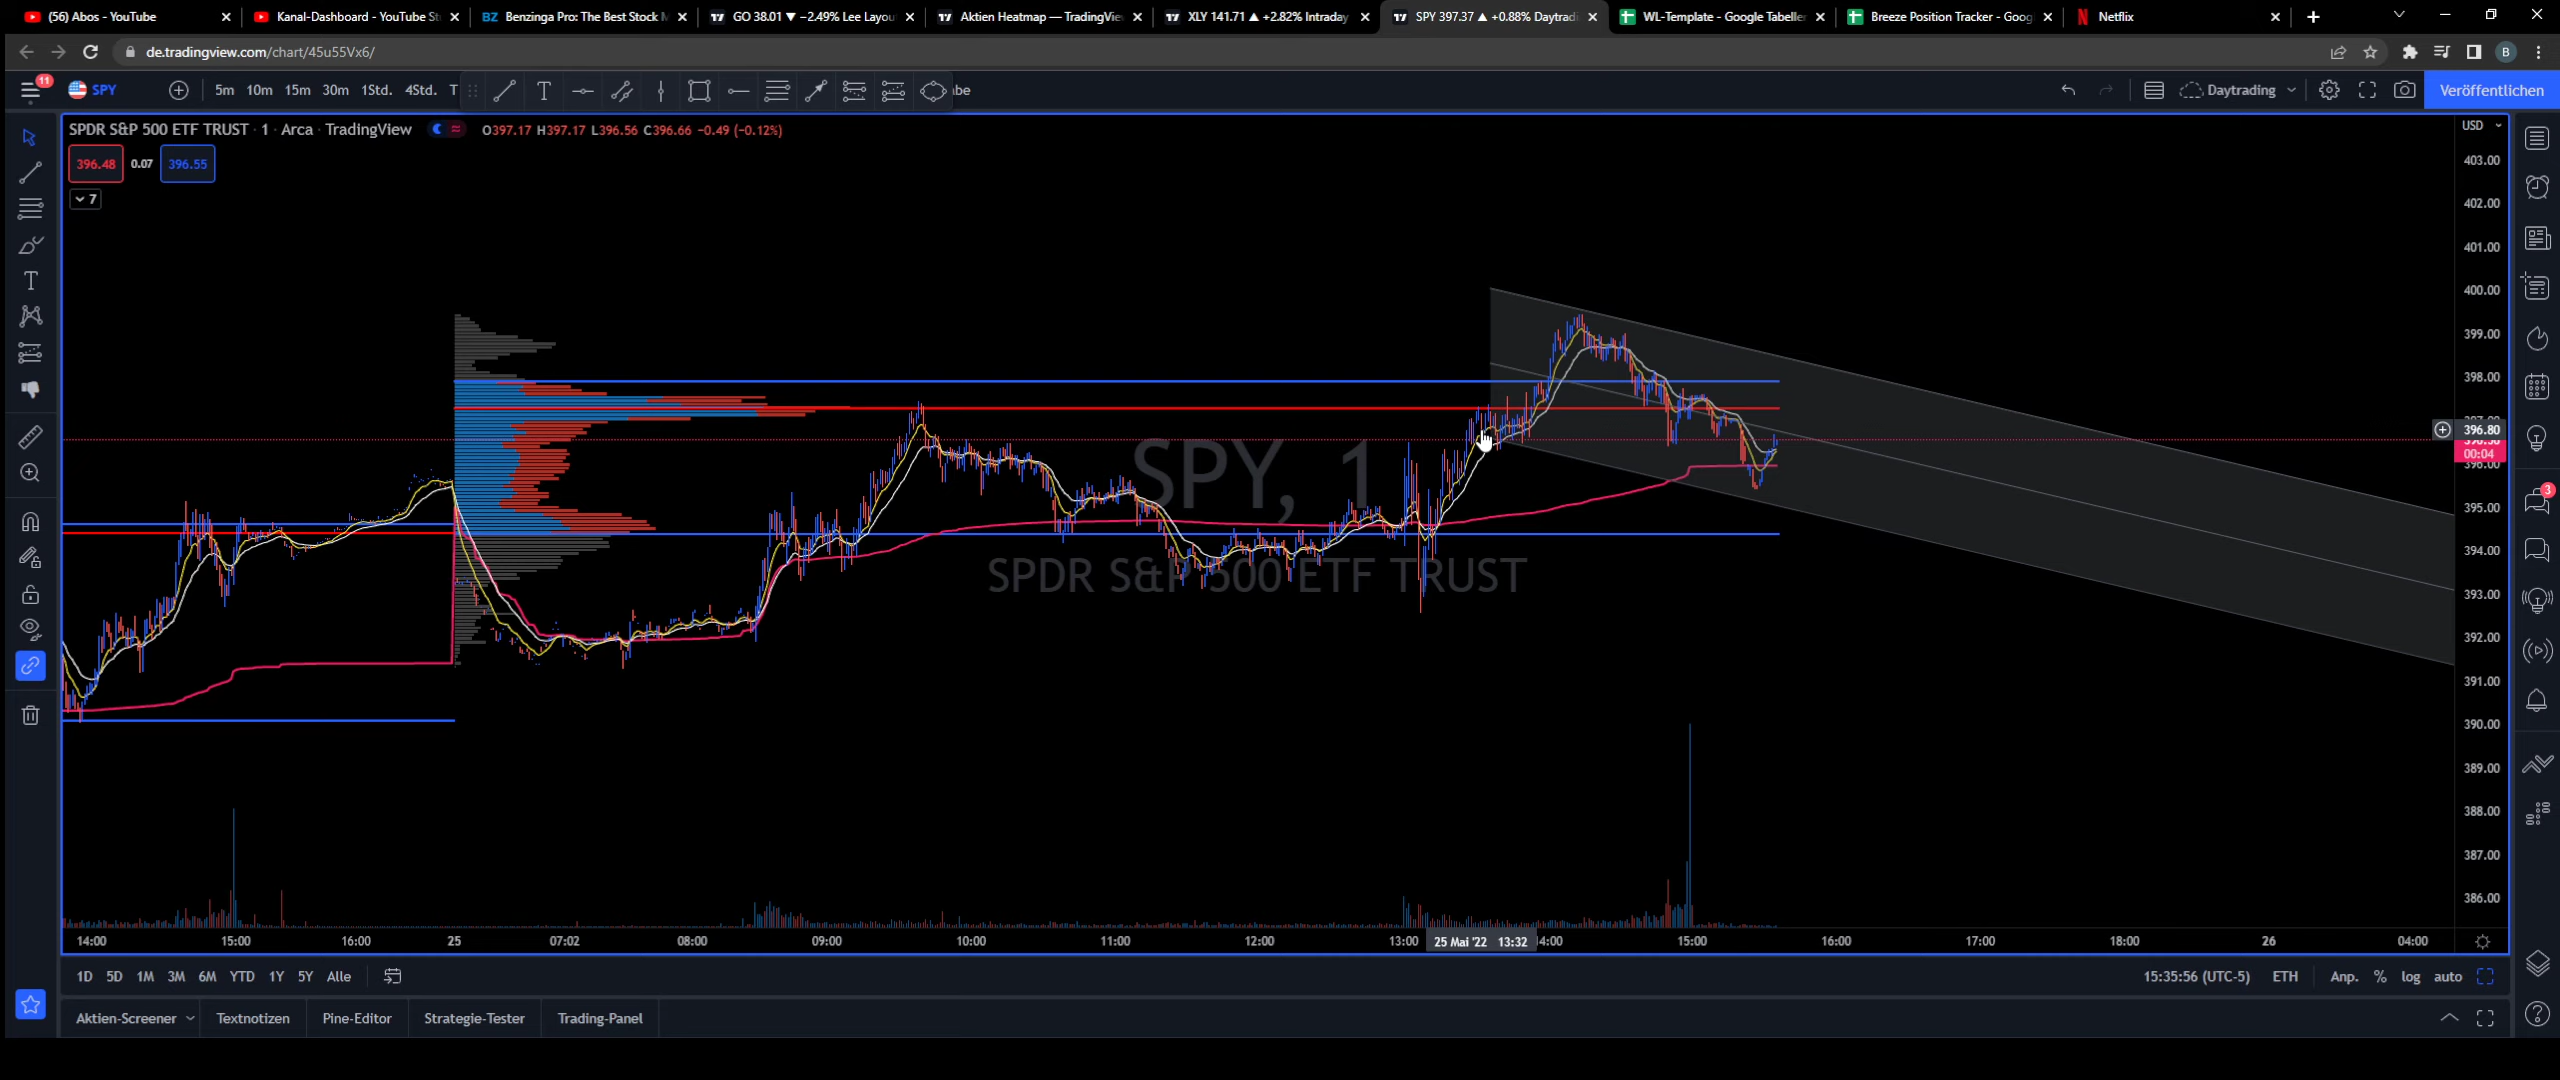 (56) Abos - YouTube
Kanal-Dashboard - YouTube St
Benzinga Pro: The Best Stock N
GO 38.01 ▼ −2.49% Lee Layou
Aktien Heatmap — TradingVie
XLY 141.71 ▲ +2.82% Intraday
SPY 397.37 ▲ +0.88% Daytradi
WL-Template - Google Tabeller
Breeze Position Tracker - Goog
Netflix
de.tradingview.com/chart/45u55Vx6/
B
11
SPY
5m 10m 15m 30m 1Std. 4Std. T
Daytrading
Veröffentlichen
SPDR S&P 500 ETF TRUST · 1 · Arca · TradingView
O397.17 H397.17 L396.56 C396.66 −0.49 (−0.12%)
USD
396.48 0.07 396.55
7
403.00
402.00
401.00
400.00
399.00
398.00
396.80
00:04
396.00
395.00
394.00
393.00
392.00
391.00
390.00
389.00
388.00
387.00
386.00
SPY, 1
SPDR S&P 500 ETF TRUST
3
14:00 15:00 16:00 25 07:02 08:00 09:00 10:00 11:00 12:00 13:00 25 Mai '22 13:32 14:00 15:00 16:00 17:00 18:00 26 04:00
1D 5D 1M 3M 6M YTD 1Y 5Y Alle
15:35:56 (UTC-5) ETH Anp. % log auto
Aktien-Screener Textnotizen Pine-Editor Strategie-Tester Trading-Panel